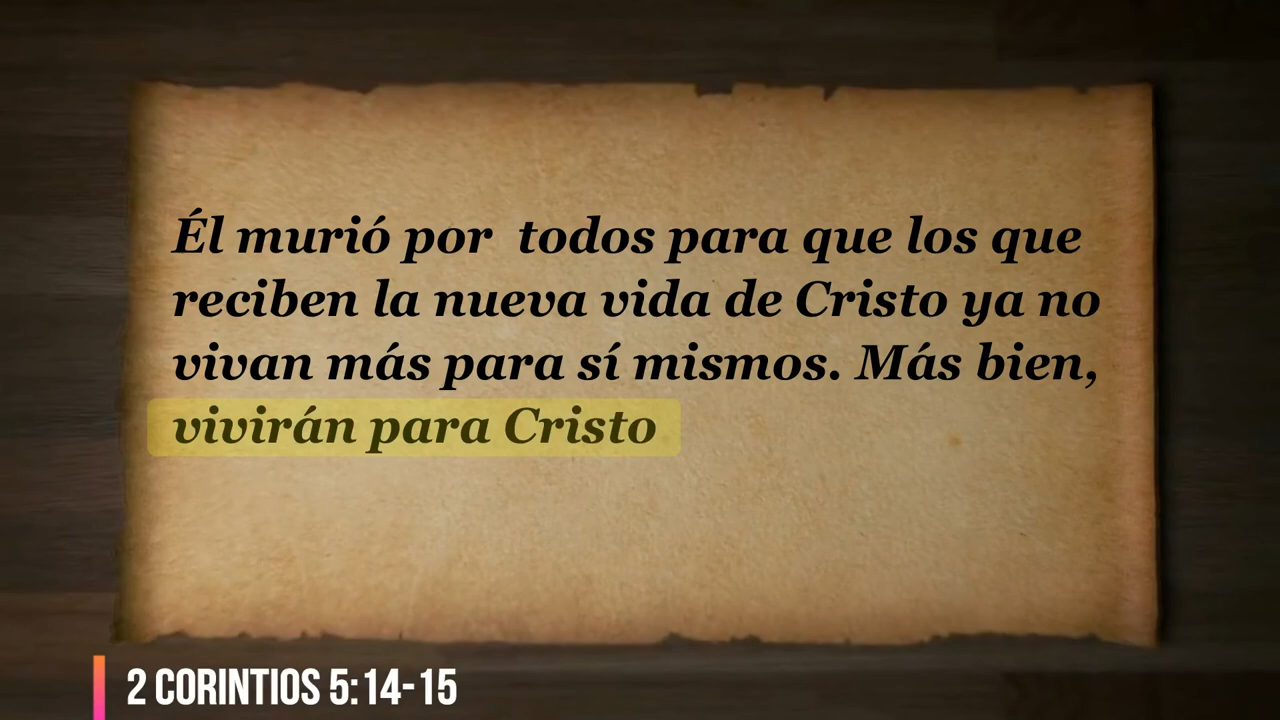 Él murió por todos para que los que
reciben la nueva vida de Cristo ya no
vivan más para sí mismos. Más bien,
vivirán para Cristo
2 CORINTIOS 5:14-15